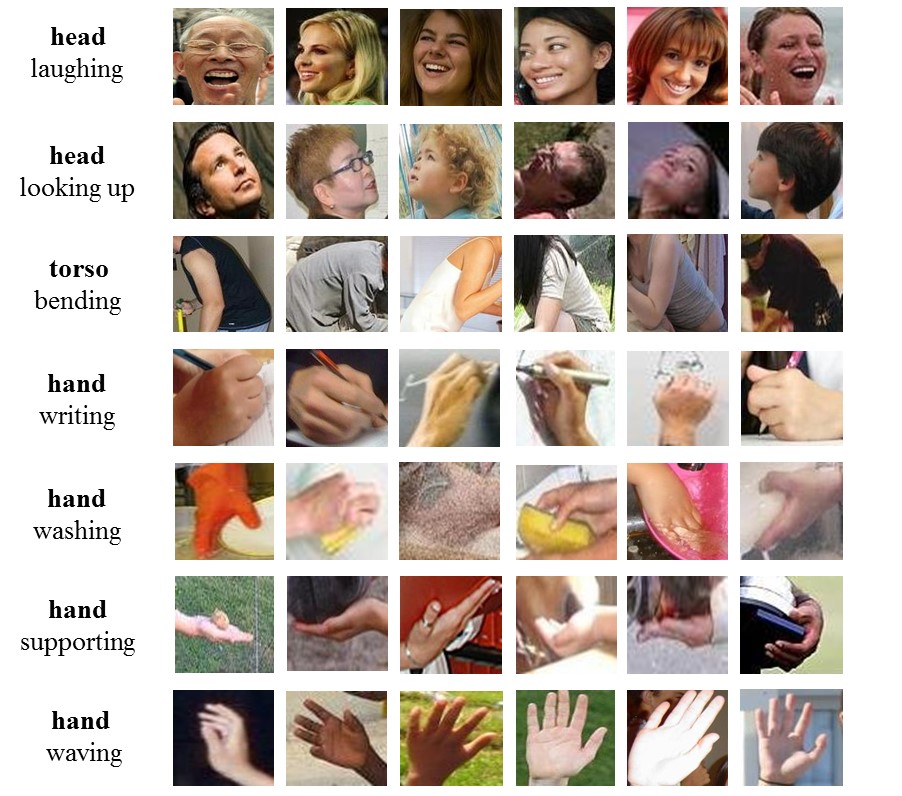 head
laughing
head
looking up
torso
bending
hand
writing
hand
washing
hand
supporting
hand
waving